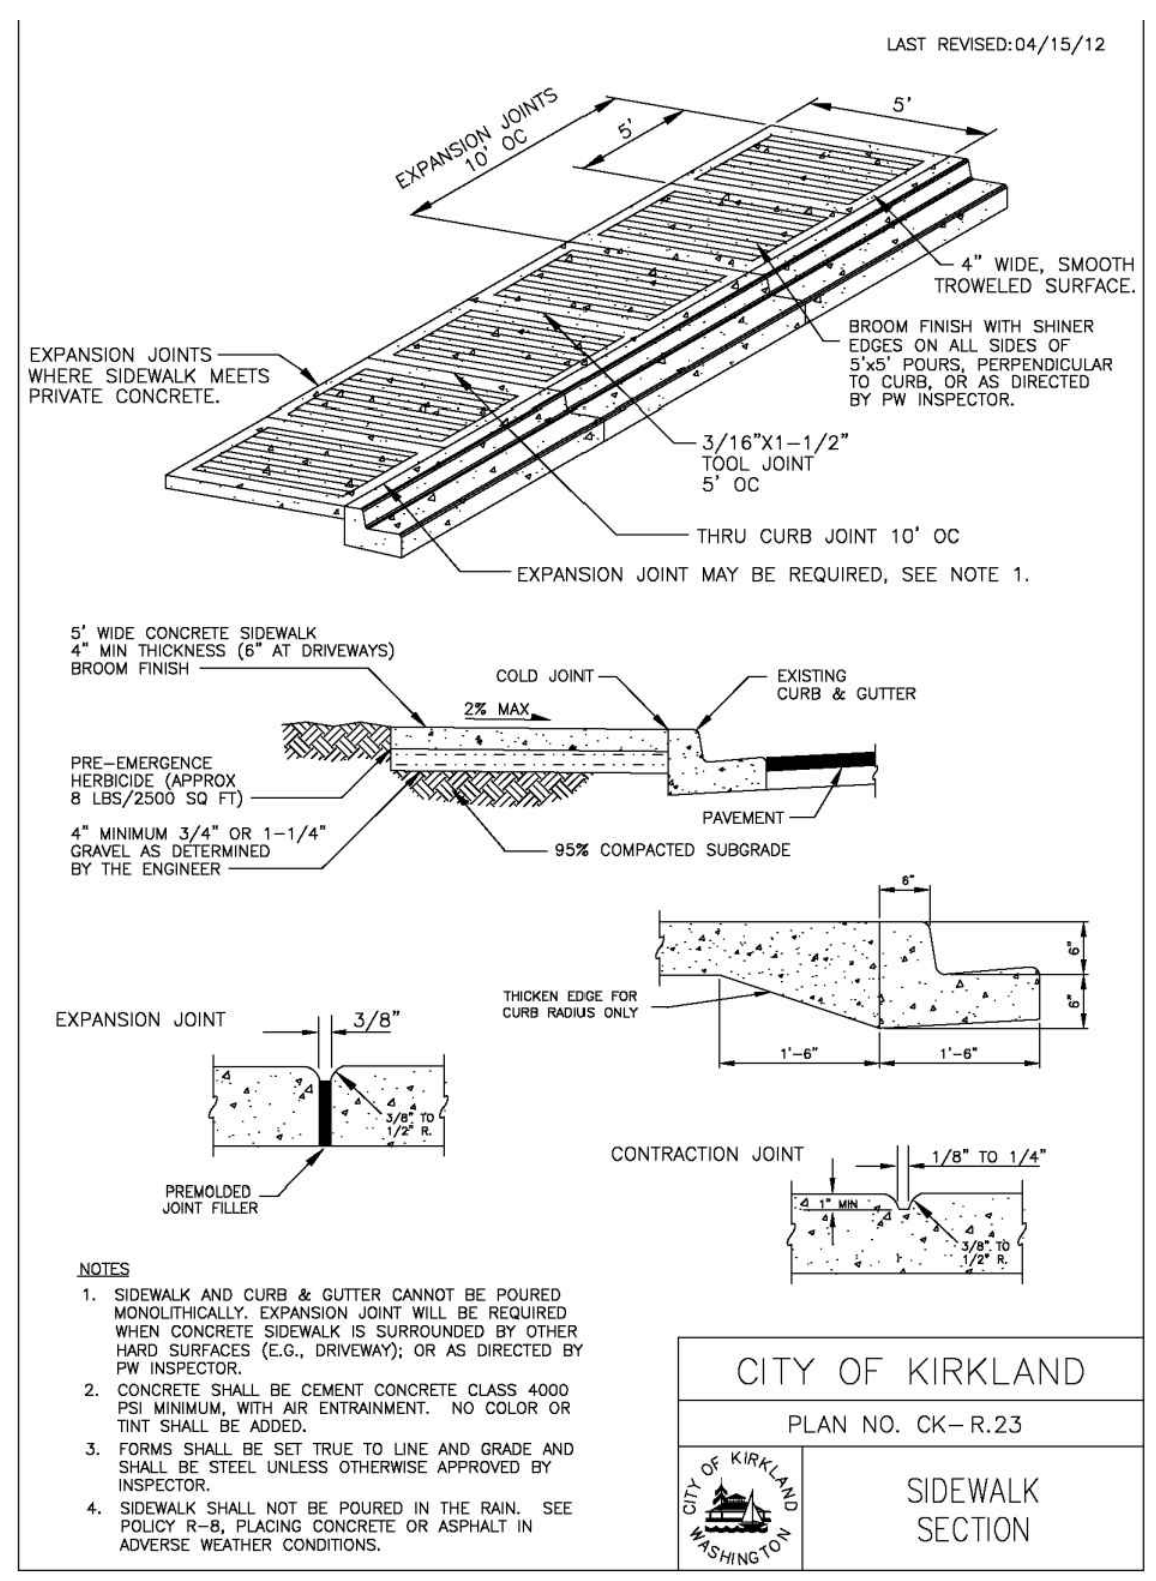 LAST REVISED:04/15/12
EXPANSION JOINTS
10' OC
5'
5'
4" WIDE, SMOOTH
TROWELED SURFACE.
BROOM FINISH WITH SHINER
EDGES ON ALL SIDES OF
5'x5' POURS, PERPENDICULAR
TO CURB, OR AS DIRECTED
BY PW INSPECTOR.
EXPANSION JOINTS
WHERE SIDEWALK MEETS
PRIVATE CONCRETE.
3/16"X1-1/2"
TOOL JOINT
5' OC
THRU CURB JOINT 10' OC
EXPANSION JOINT MAY BE REQUIRED, SEE NOTE 1.
5' WIDE CONCRETE SIDEWALK
4" MIN THICKNESS (6" AT DRIVEWAYS)
BROOM FINISH
COLD JOINT
EXISTING
CURB & GUTTER
2% MAX
PRE-EMERGENCE
HERBICIDE (APPROX
8 LBS/2500 SQ FT)
PAVEMENT
4" MINIMUM 3/4" OR 1-1/4"
GRAVEL AS DETERMINED
BY THE ENGINEER
95% COMPACTED SUBGRADE
6"
6"
6"
THICKEN EDGE FOR
CURB RADIUS ONLY
1'-6"
1'-6"
EXPANSION JOINT
3/8"
3/8" TO
1/2" R.
PREMOLDED
JOINT FILLER
CONTRACTION JOINT
1/8" TO 1/4"
1" MIN
3/8" TO
1/2" R.
NOTES
1. SIDEWALK AND CURB & GUTTER CANNOT BE POURED
MONOLITHICALLY. EXPANSION JOINT WILL BE REQUIRED
WHEN CONCRETE SIDEWALK IS SURROUNDED BY OTHER
HARD SURFACES (E.G., DRIVEWAY); OR AS DIRECTED BY
PW INSPECTOR.
2. CONCRETE SHALL BE CEMENT CONCRETE CLASS 4000
PSI MINIMUM, WITH AIR ENTRAINMENT. NO COLOR OR
TINT SHALL BE ADDED.
3. FORMS SHALL BE SET TRUE TO LINE AND GRADE AND
SHALL BE STEEL UNLESS OTHERWISE APPROVED BY
INSPECTOR.
4. SIDEWALK SHALL NOT BE POURED IN THE RAIN. SEE
POLICY R-8, PLACING CONCRETE OR ASPHALT IN
ADVERSE WEATHER CONDITIONS.
CITY OF KIRKLAND
PLAN NO. CK-R.23
CITY OF KIRKLAND
WASHINGTON
SIDEWALK
SECTION